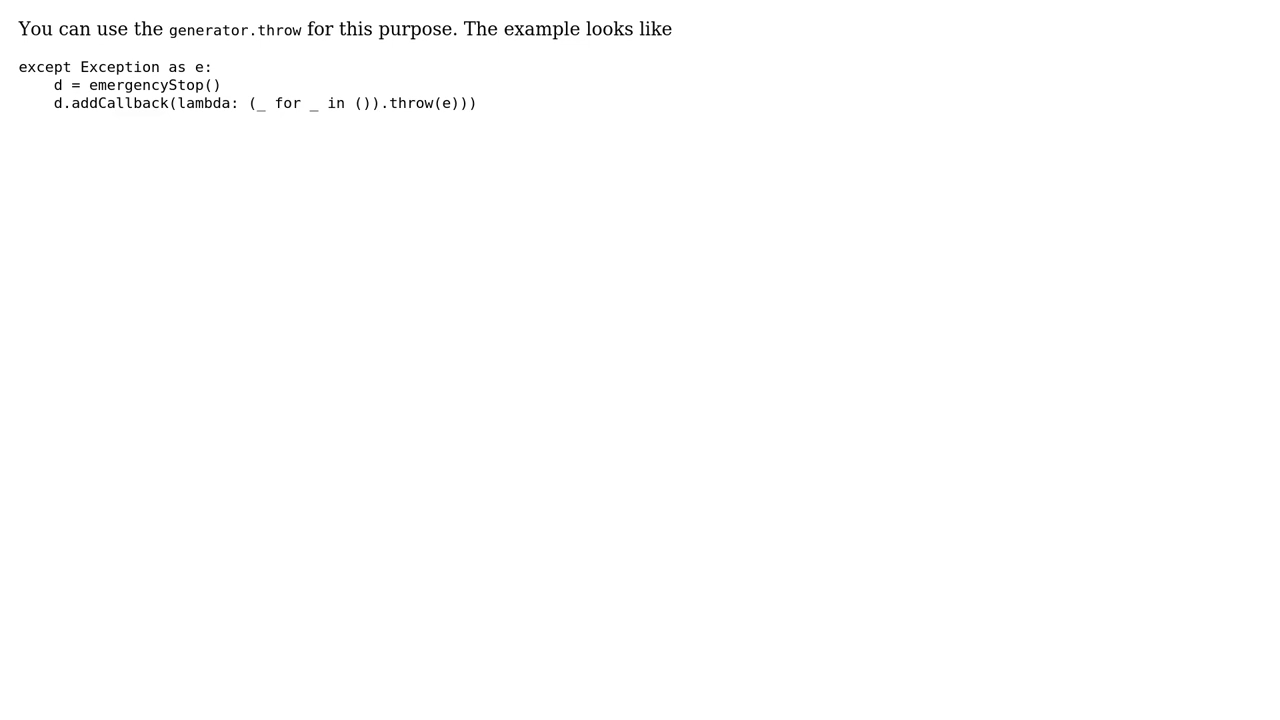 You can use the generator.throw for this purpose. The example looks like
except Exception as e:
    d = emergencyStop()
    d.addCallback(lambda: (_ for _ in ()).throw(e)))